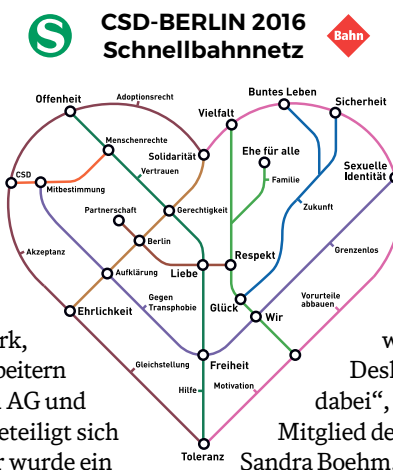 S
CSD-BERLIN 2016
Schnellbahnnetz
Bahn
Buntes Leben
Offenheit
Adoptionsrecht
Sicherheit
Vielfalt
Menschenrechte
Ehe für alle
Solidarität
Sexuelle
Identität
Vertrauen
CSD
Familie
Mitbestimmung
Partnerschaft
Gerechtigkeit
Zukunft
Berlin
Grenzenlos
Akzeptanz
Respekt
Aufklärung
Liebe
Gegen
Transphobie
Glück
Vorurteile
abbauen
Ehrlichkeit
Wir
Freiheit
Gleichstellung
Hilfe
Motivation
Toleranz
rk,
beitern
AG und
eteiligt sich
r wurde ein
w
Desl
dabei“,
Mitglied de
Sandra Boehm